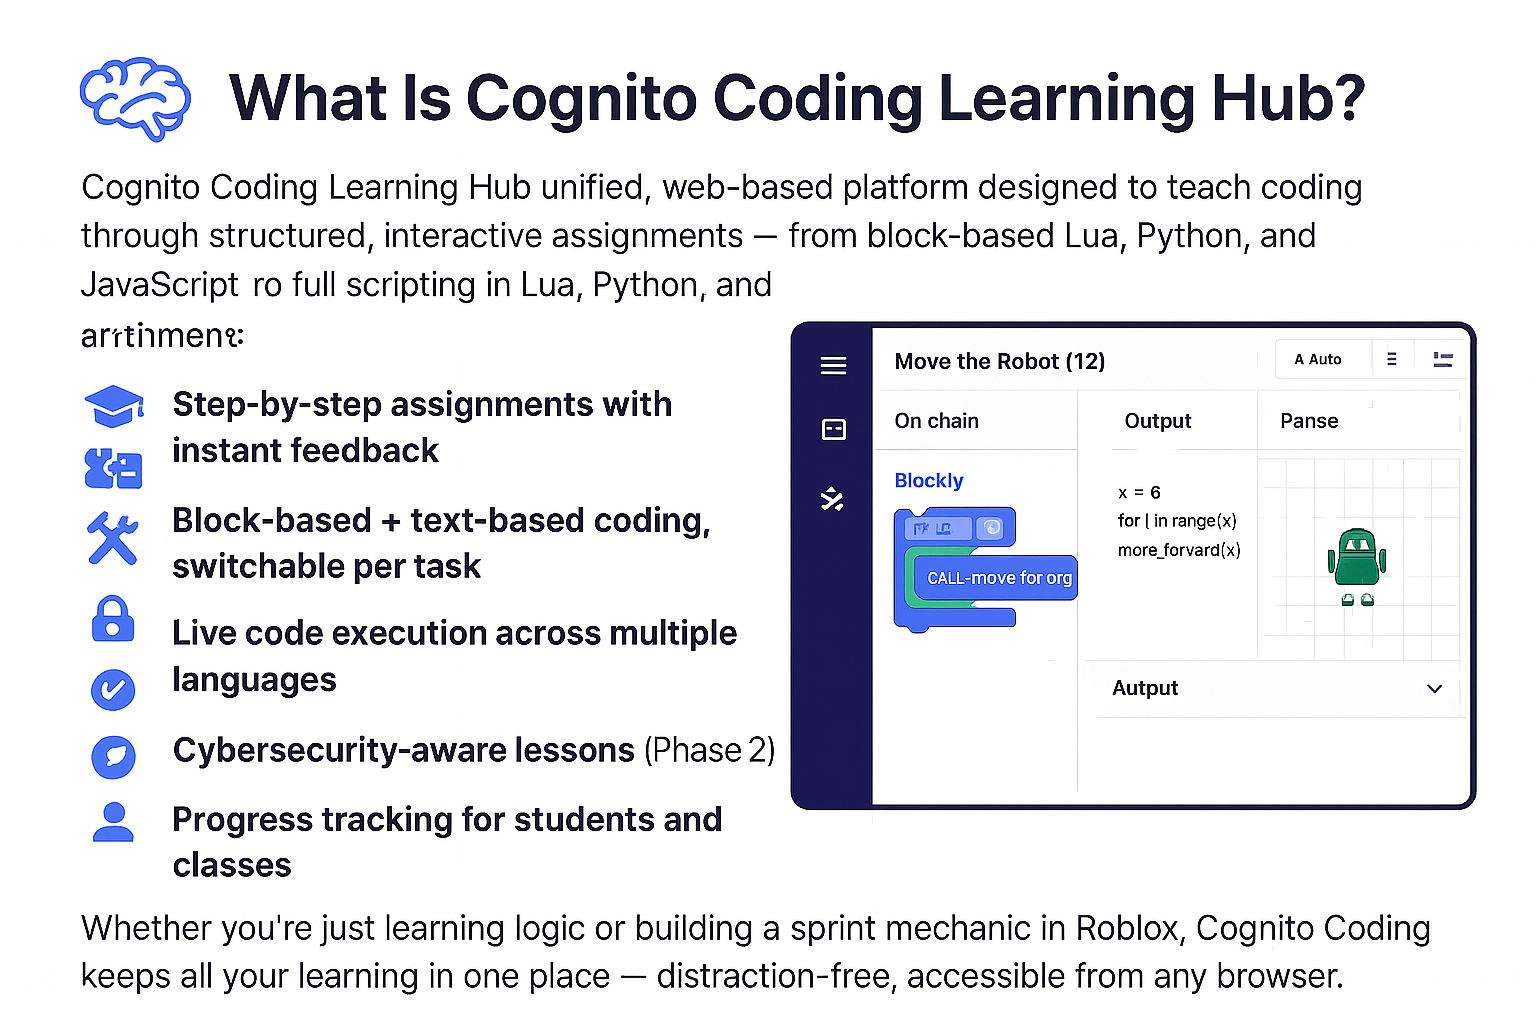 What Is Cognito Coding Learning Hub?
Cognito Coding Learning Hub unified, web-based platform designed to teach coding
through structured, interactive assignments — from block-based Lua, Python, and
JavaScript ro full scripting in Lua, Python, and
Step-by-step assignments with
instant feedback
Block-based + text-based coding,
switchable per task
Live code execution across multiple
languages
Cybersecurity-aware lessons (Phase 2)
Progress tracking for students and
classes
Move the Robot (12)
A Auto
On chain
Output
Panse
Blockly
CALL-move for org
x = 6
for | in range(x)
more_forvard(x)
Autput
Whether you're just learning logic or building a sprint mechanic in Roblox, Cognito Coding
keeps all your learning in one place — distraction-free, accessible from any browser.